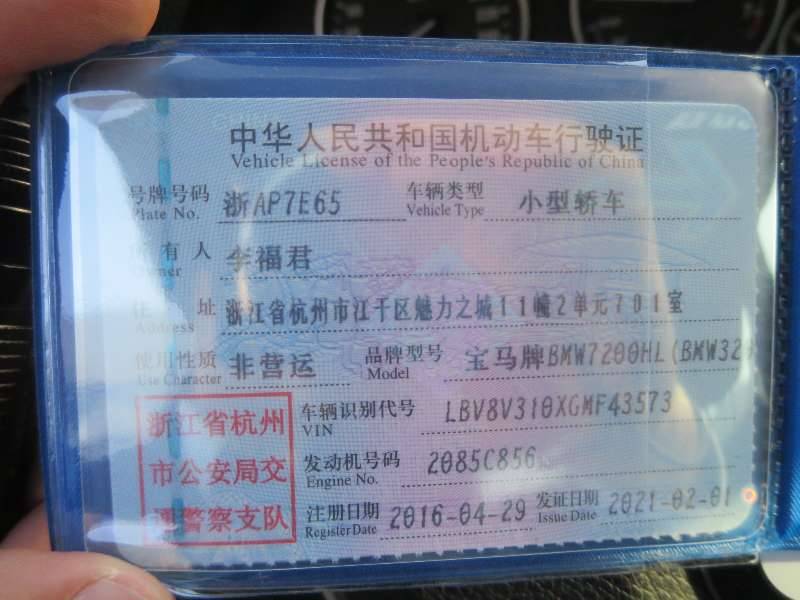 中华人民共和国机动车行驶证
Vehicle License of the People's Republic of China
号牌号码 浙AP7E65 车辆类型 小型轿车
Plate No. Vehicle Type
所有人 李福君
Owner
住址 浙江省杭州市江干区魅力之城11幢2单元701室
Address
使用性质 非营运 品牌型号 宝马牌BMW7200HL(BMW32
Use Character Model
浙江省杭州
市公安局交
通警察支队
车辆识别代号 LBV8V310XGMF43573
VIN
发动机号码 2085C856
Engine No.
注册日期 2016-04-29 发证日期 2021-02-01
Register Date Issue Date